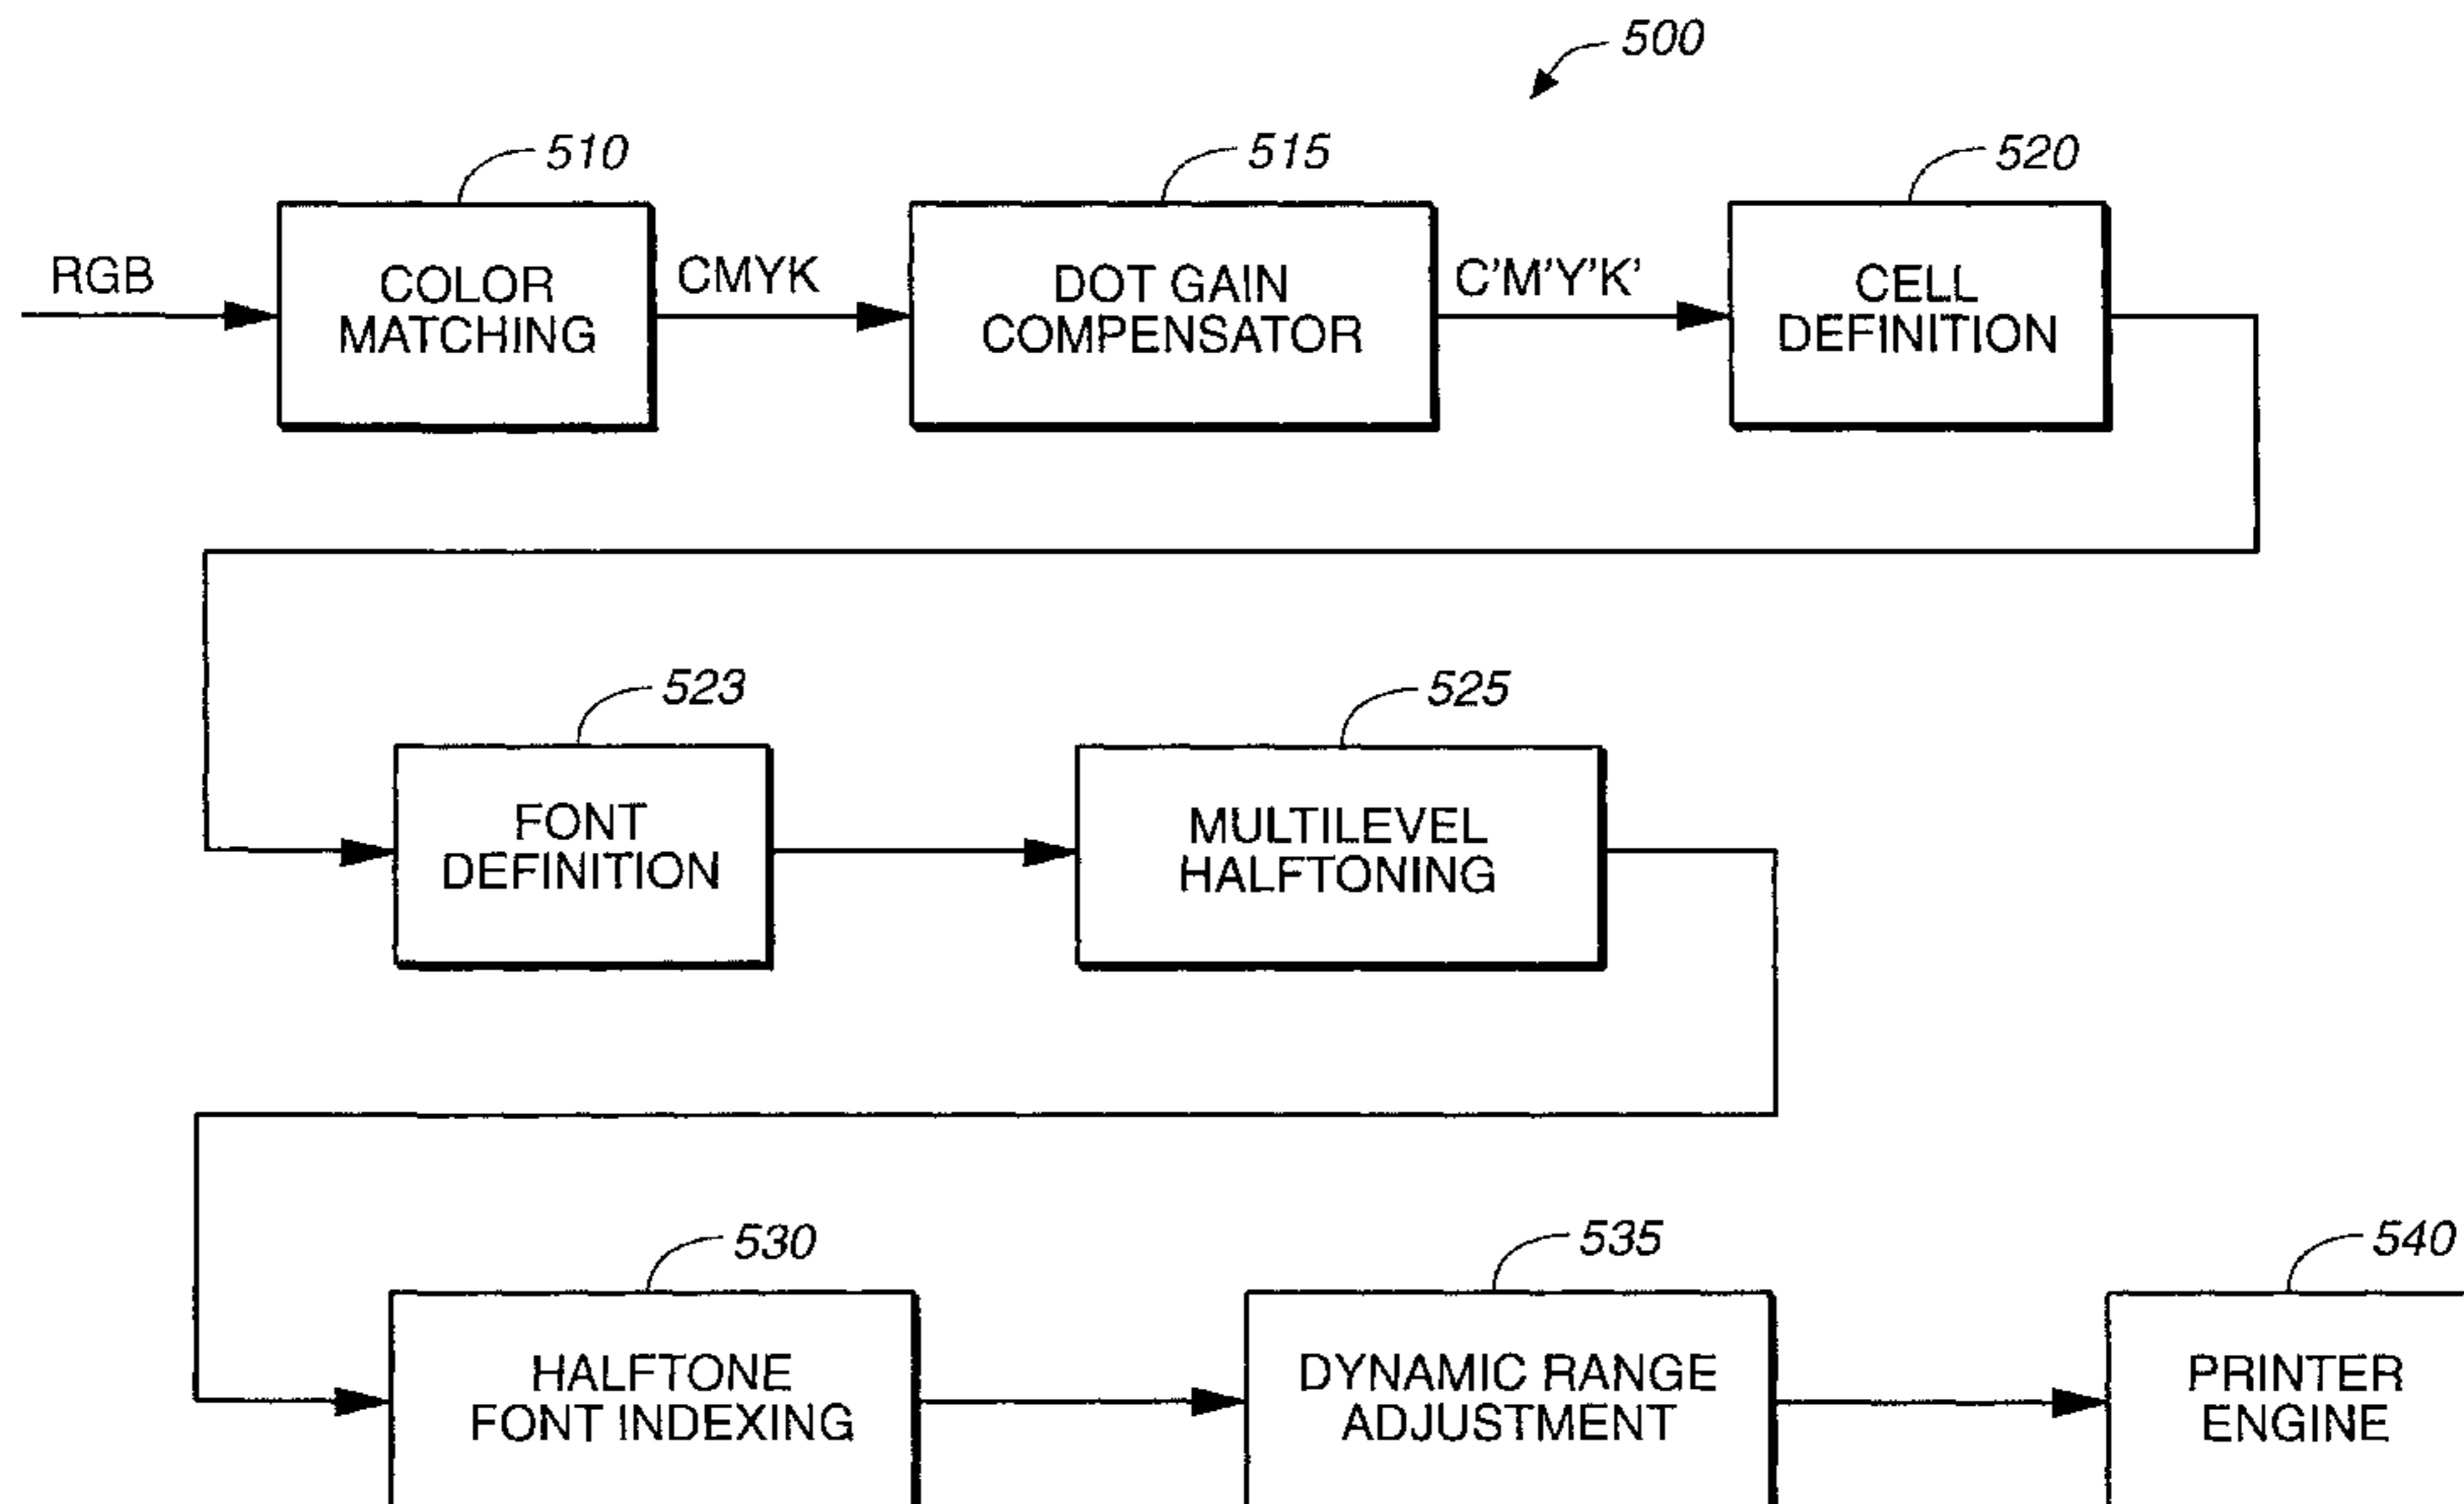 500
510
515
520
RGB
COLOR
MATCHING
CMYK
DOT GAIN
COMPENSATOR
C'M'Y'K'
CELL
DEFINITION
523
525
FONT
DEFINITION
MULTILEVEL
HALFTONING
530
535
540
HALFTONE
FONT INDEXING
DYNAMIC RANGE
ADJUSTMENT
PRINTER
ENGINE